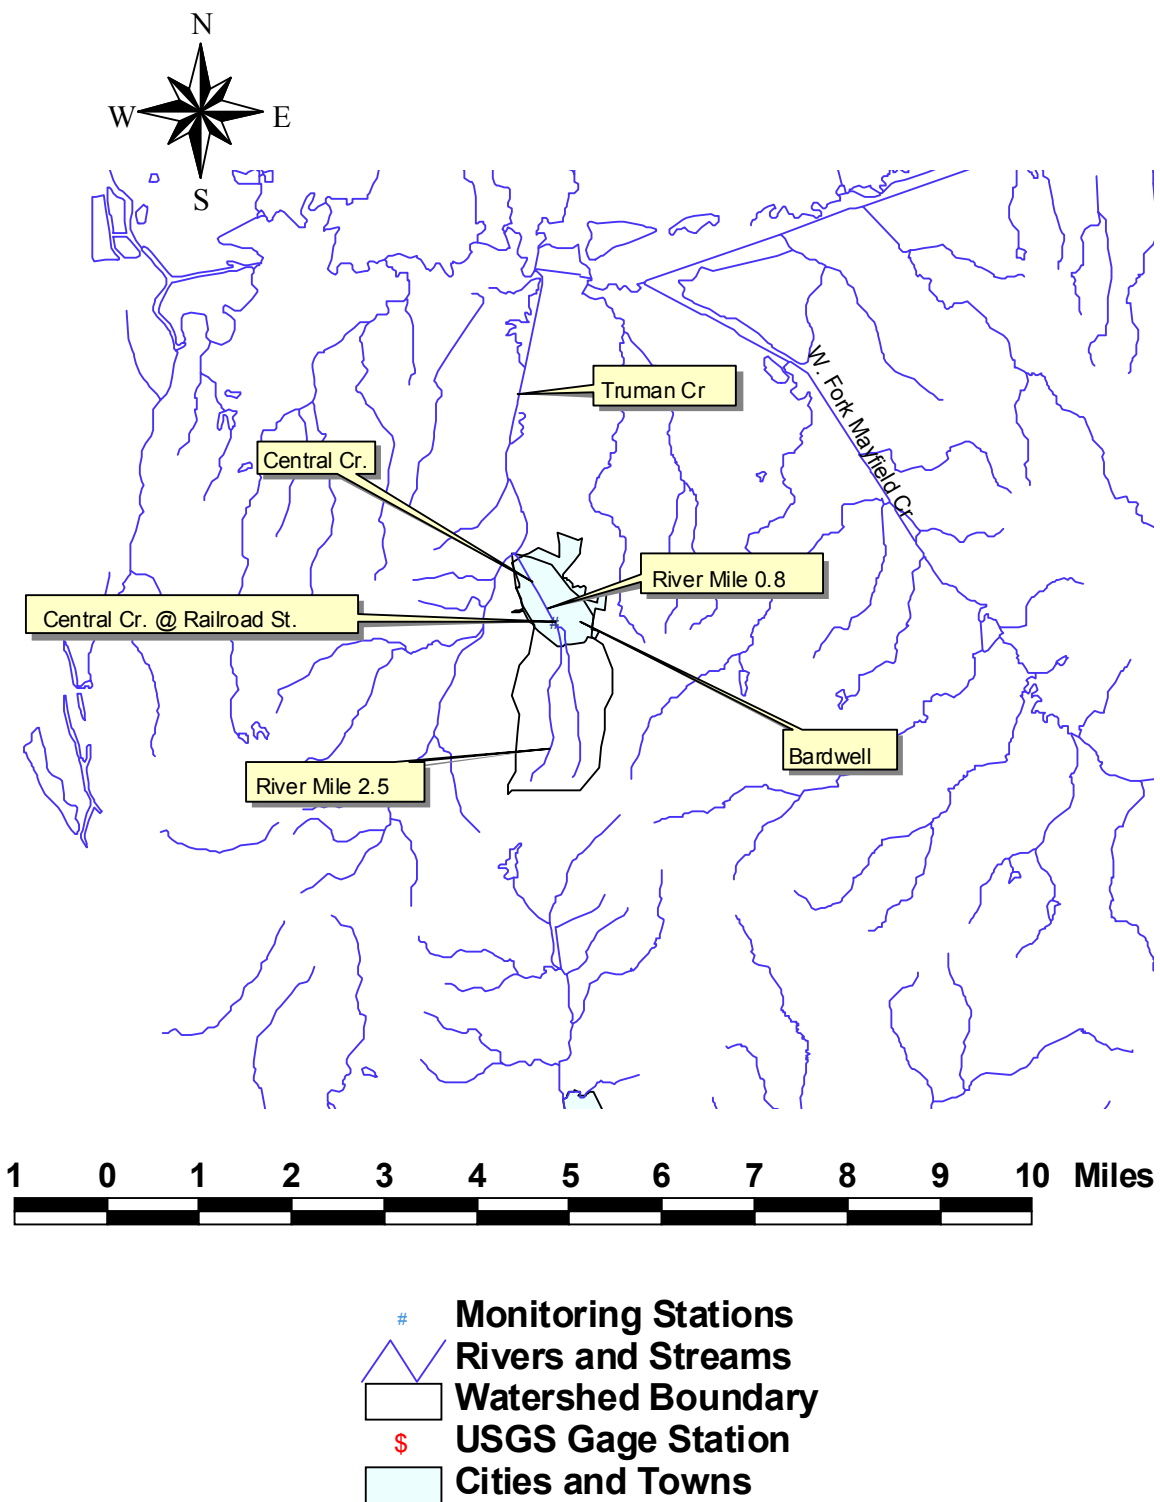 N
W
E
S
W. Fork Mayfield Cr
Truman Cr
Central Cr.
River Mile 0.8
Central Cr. @ Railroad St.
Bardwell
River Mile 2.5
1 0 1 2 3 4 5 6 7 8 9 10 Miles
# Monitoring Stations
Rivers and Streams
Watershed Boundary
$ USGS Gage Station
Cities and Towns